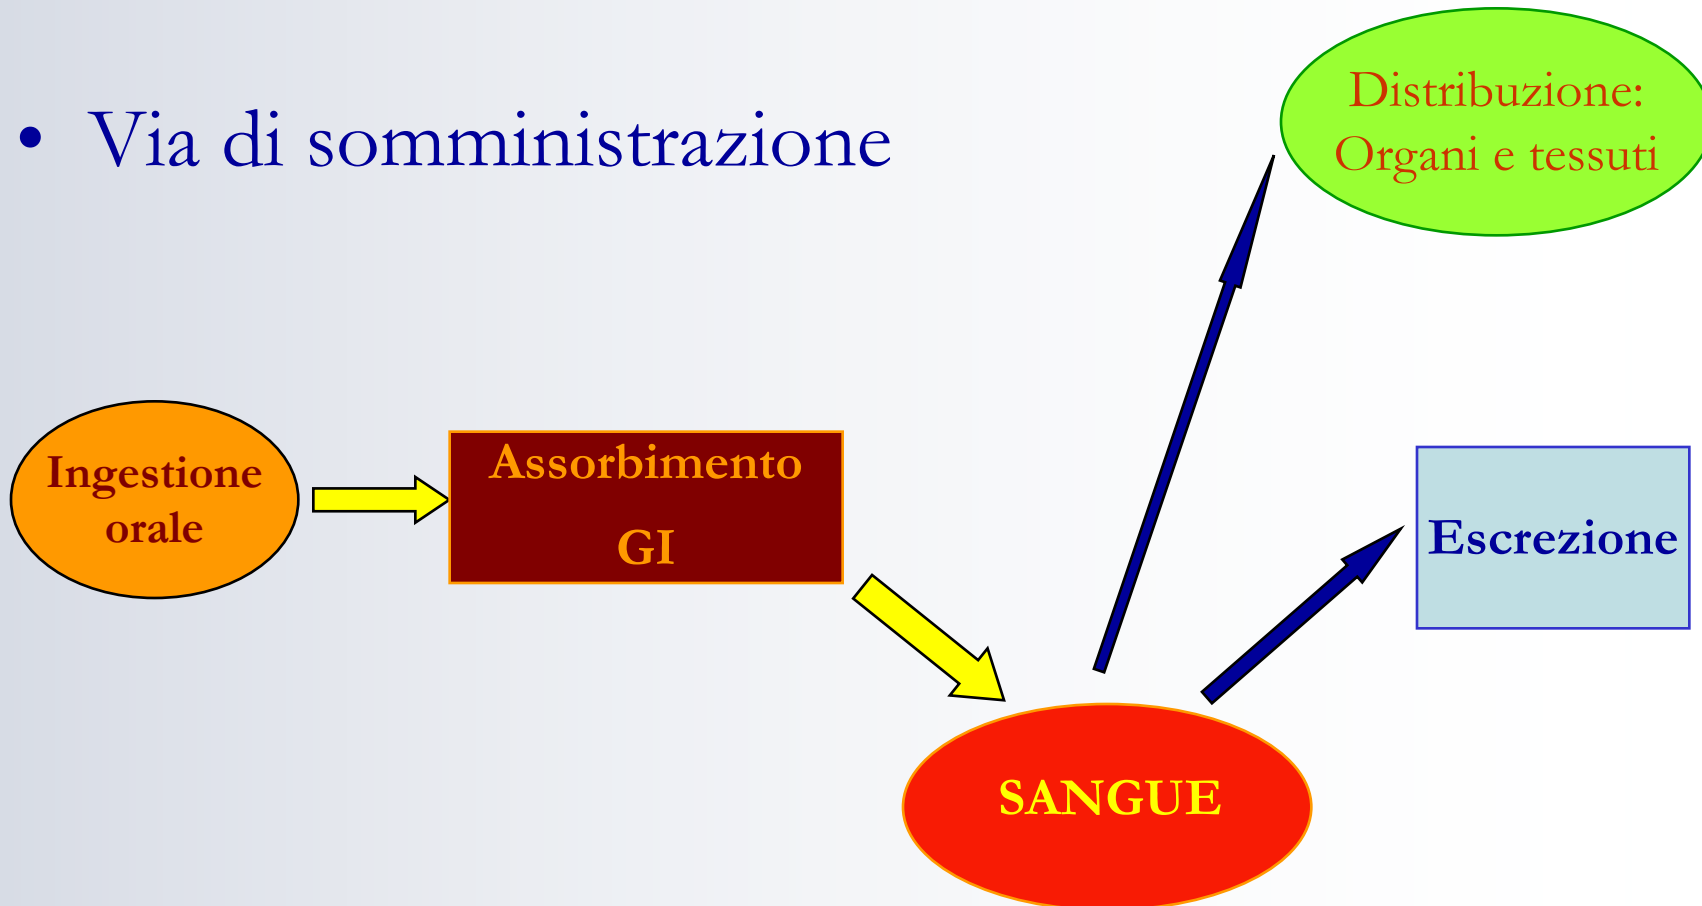 • Via di somministrazione
Distribuzione:
Organi e tessuti
Ingestione
orale
Assorbimento
GI
Escrezione
SANGUE